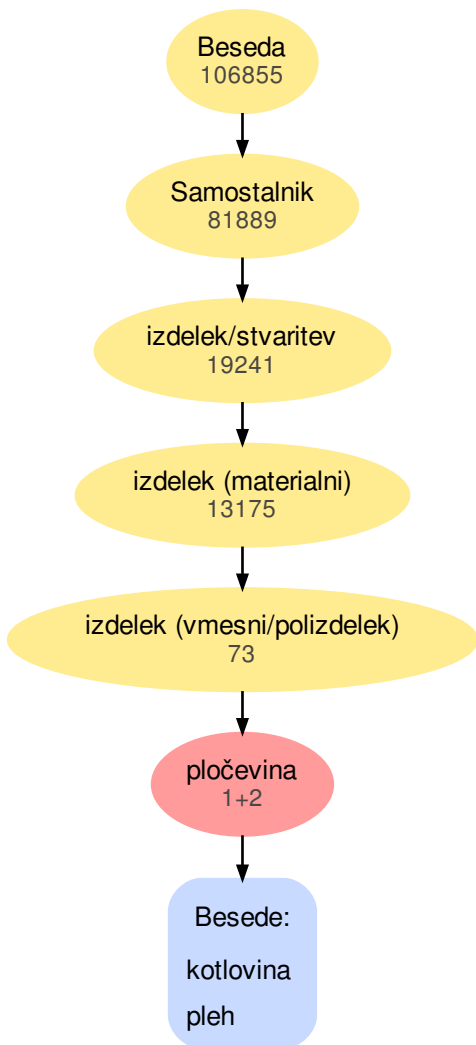 Beseda
106855
Samostalnik
81889
izdelek/stvaritev
19241
izdelek (materialni)
13175
izdelek (vmesni/polizdelek)
73
pločevina
1+2
Besede:
kotlovina
pleh